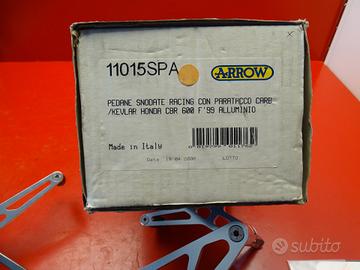 11015SPA
ARROW
PEDANE SNODATE RACING CON PARATACCO CARB
/KEVLAR HONDA CBR 600 F'99 ALLUMINIO
Made in Italy
Date
LOTTO
subito